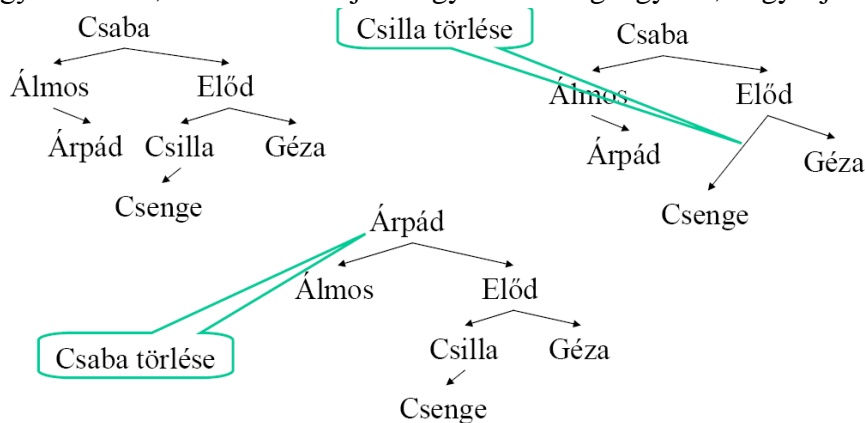 Csilla törlése
Csaba
Álmos Előd
Árpád Csilla Géza
Csenge
Csaba
Álmos Előd
Árpád Géza
Csenge
Árpád
Álmos Előd
Csaba törlése
Csilla Géza
Csenge